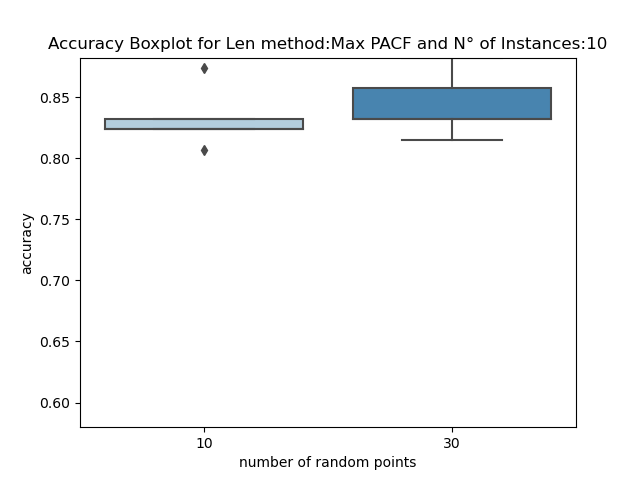 Accuracy Boxplot for Len method:Max PACF and N° of Instances:10
0.85
0.80
0.75
0.70
0.65
0.60
accuracy
10 30
number of random points